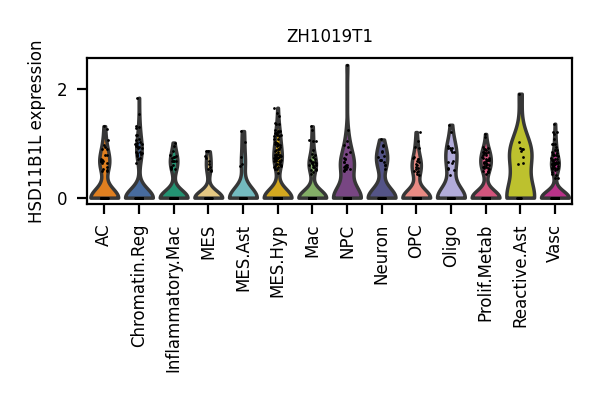 ZH1019T1
HSD11B1L expression
2
0
AC
Chromatin.Reg
Inflammatory.Mac
MES
MES.Ast
MES.Hyp
Mac
NPC
Neuron
OPC
Oligo
Prolif.Metab
Reactive.Ast
Vasc